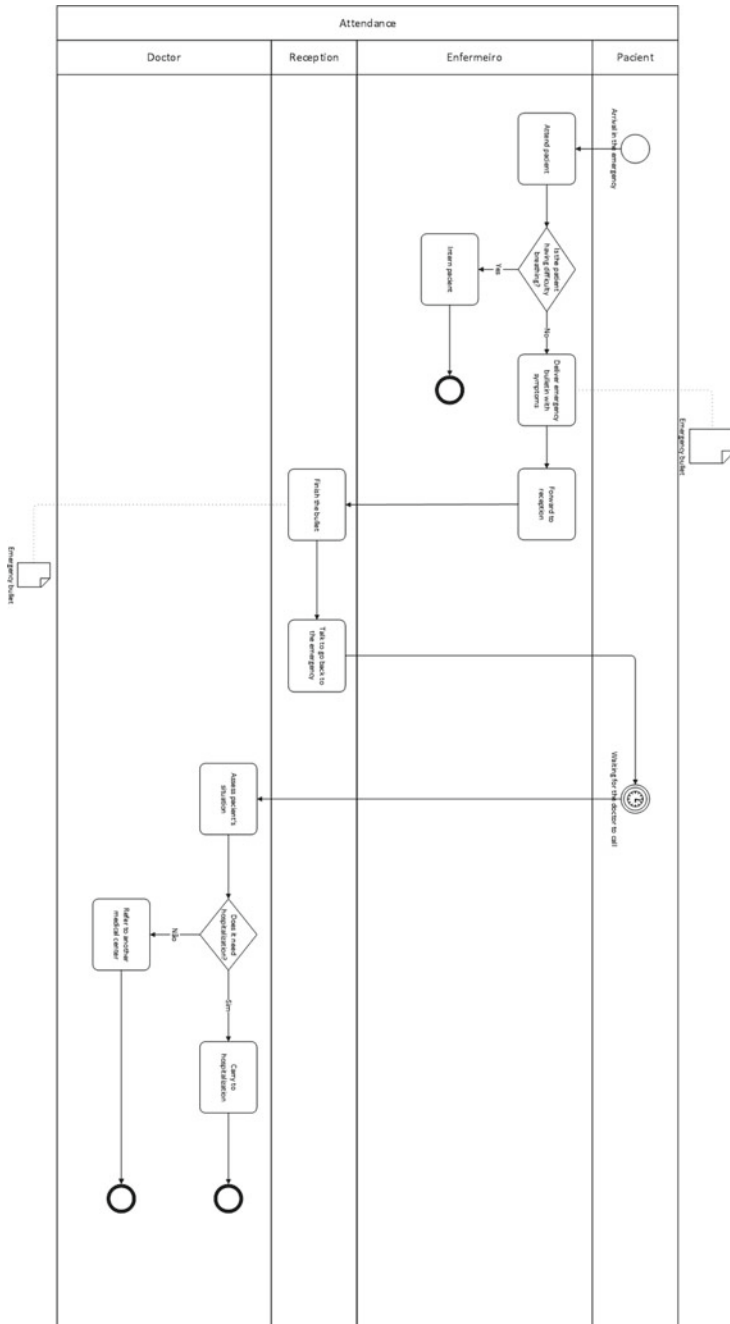 Attendance
Doctor
Reception
Enfermeiro
Pacient
Arrival in the emergency
Attend pacient
Is the patient
having difficulty
breathing?
Yes
Intern pacient
No
Deliver emergency
bulletin with
symptoms
Emergency bullet
Forward to
reception
Finish the bullet
Emergency bullet
Talk to go back to
the emergency
Waiting for the doctor to call
Assess pacient's
situation
Does it need
hospitalization?
Não
Refer to another
medical center
Sim
Carry to
hospitalization